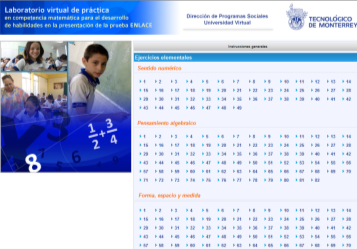 Laboratorio virtual de práctica
en competencia matemática para el desarrollo
de habilidades en la presentación de la prueba ENLACE
Dirección de Programas Sociales
Universidad Virtual
TECNOLÓGICO
DE MONTERREY
Instrucciones generales
Ejercicios elementales
Sentido numérico
1 2 3 4 5 6 7 8 9 10 11 12 13 14
15 16 17 18 19 20 21 22 23 24 25 26 27 28
29 30 31 32 33 34 35 36 37 38 39 40 41 42
43 44 45 46 47 48 49
Pensamiento algebraico
1 2 3 4 5 6 7 8 9 10 11 12 13 14
15 16 17 18 19 20 21 22 23 24 25 26 27 28
29 30 31 32 33 34 35 36 37 38 39 40 41 42
43 44 45 46 47 48 49 50 51 52 53 54 55 56
57 58 59 60 61 62 63 64 65 66 67 68 69 70
71 72 73 74 75 76 77 78 79 80 81 82
Forma, espacio y medida
1 2 3 4 5 6 7 8 9 10 11 12 13 14
15 16 17 18 19 20 21 22 23 24 25 26 27 28
29 30 31 32 33 34 35 36 37 38 39 40 41 42
43 44 45 46 47 48 49 50 51 52 53 54 55 56
57 58 59 60 61 62 63 64 65 66 67 68 69 70
1/2 + 3/4
8 6